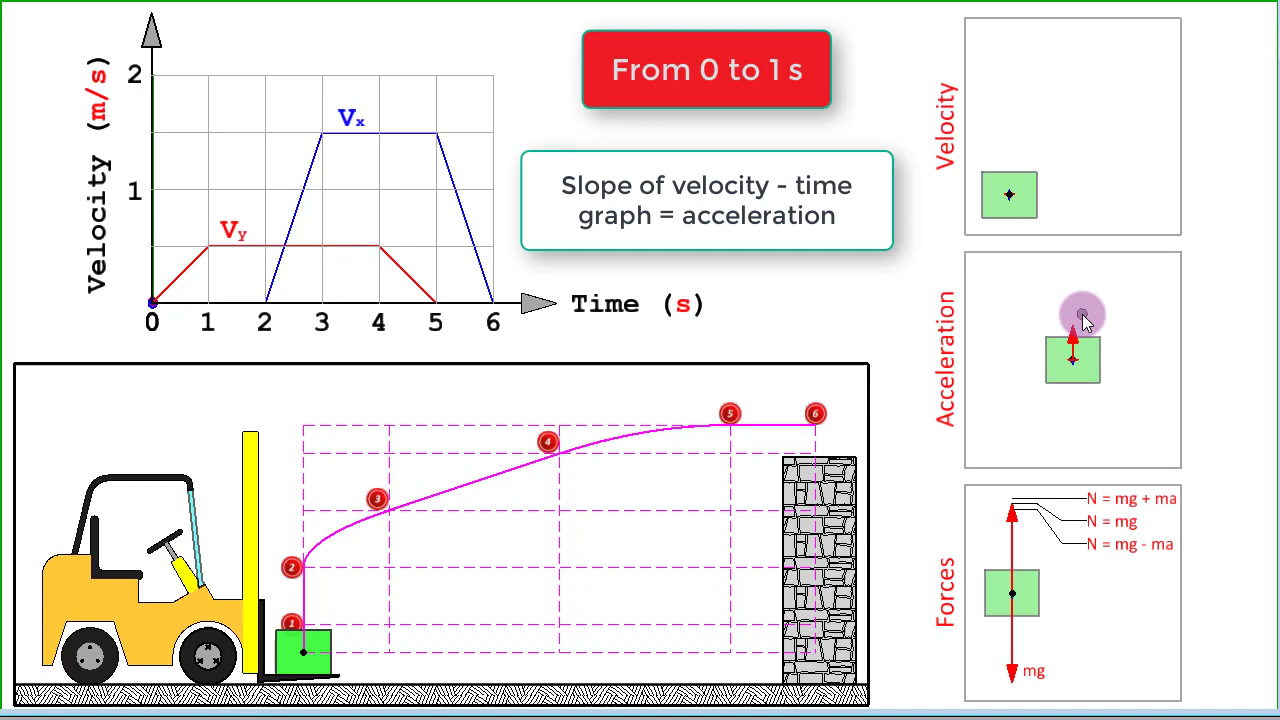 Velocity (m/s)
2
1
Vx
Vy
0 1 2 3 4 5 6
Time (s)
From 0 to 1 s
Slope of velocity - time
graph = acceleration
Velocity
Acceleration
Forces
N = mg + ma
N = mg
N = mg - ma
mg
1
2
3
4
5
6